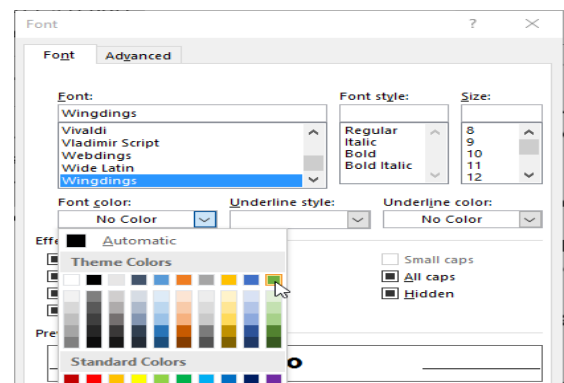 Font ?
Font Advanced
Font: Font style: Size:
Wingdings
Vivaldi Regular 8
Vladimir Script Italic 9
Webdings Bold 10
Wide Latin Bold Italic 11
Wingdings 12
Font color: Underline style: Underline color:
No Color No Color
Effe
Automatic
Theme Colors Small caps
All caps
Hidden
Pre
Standard Colors